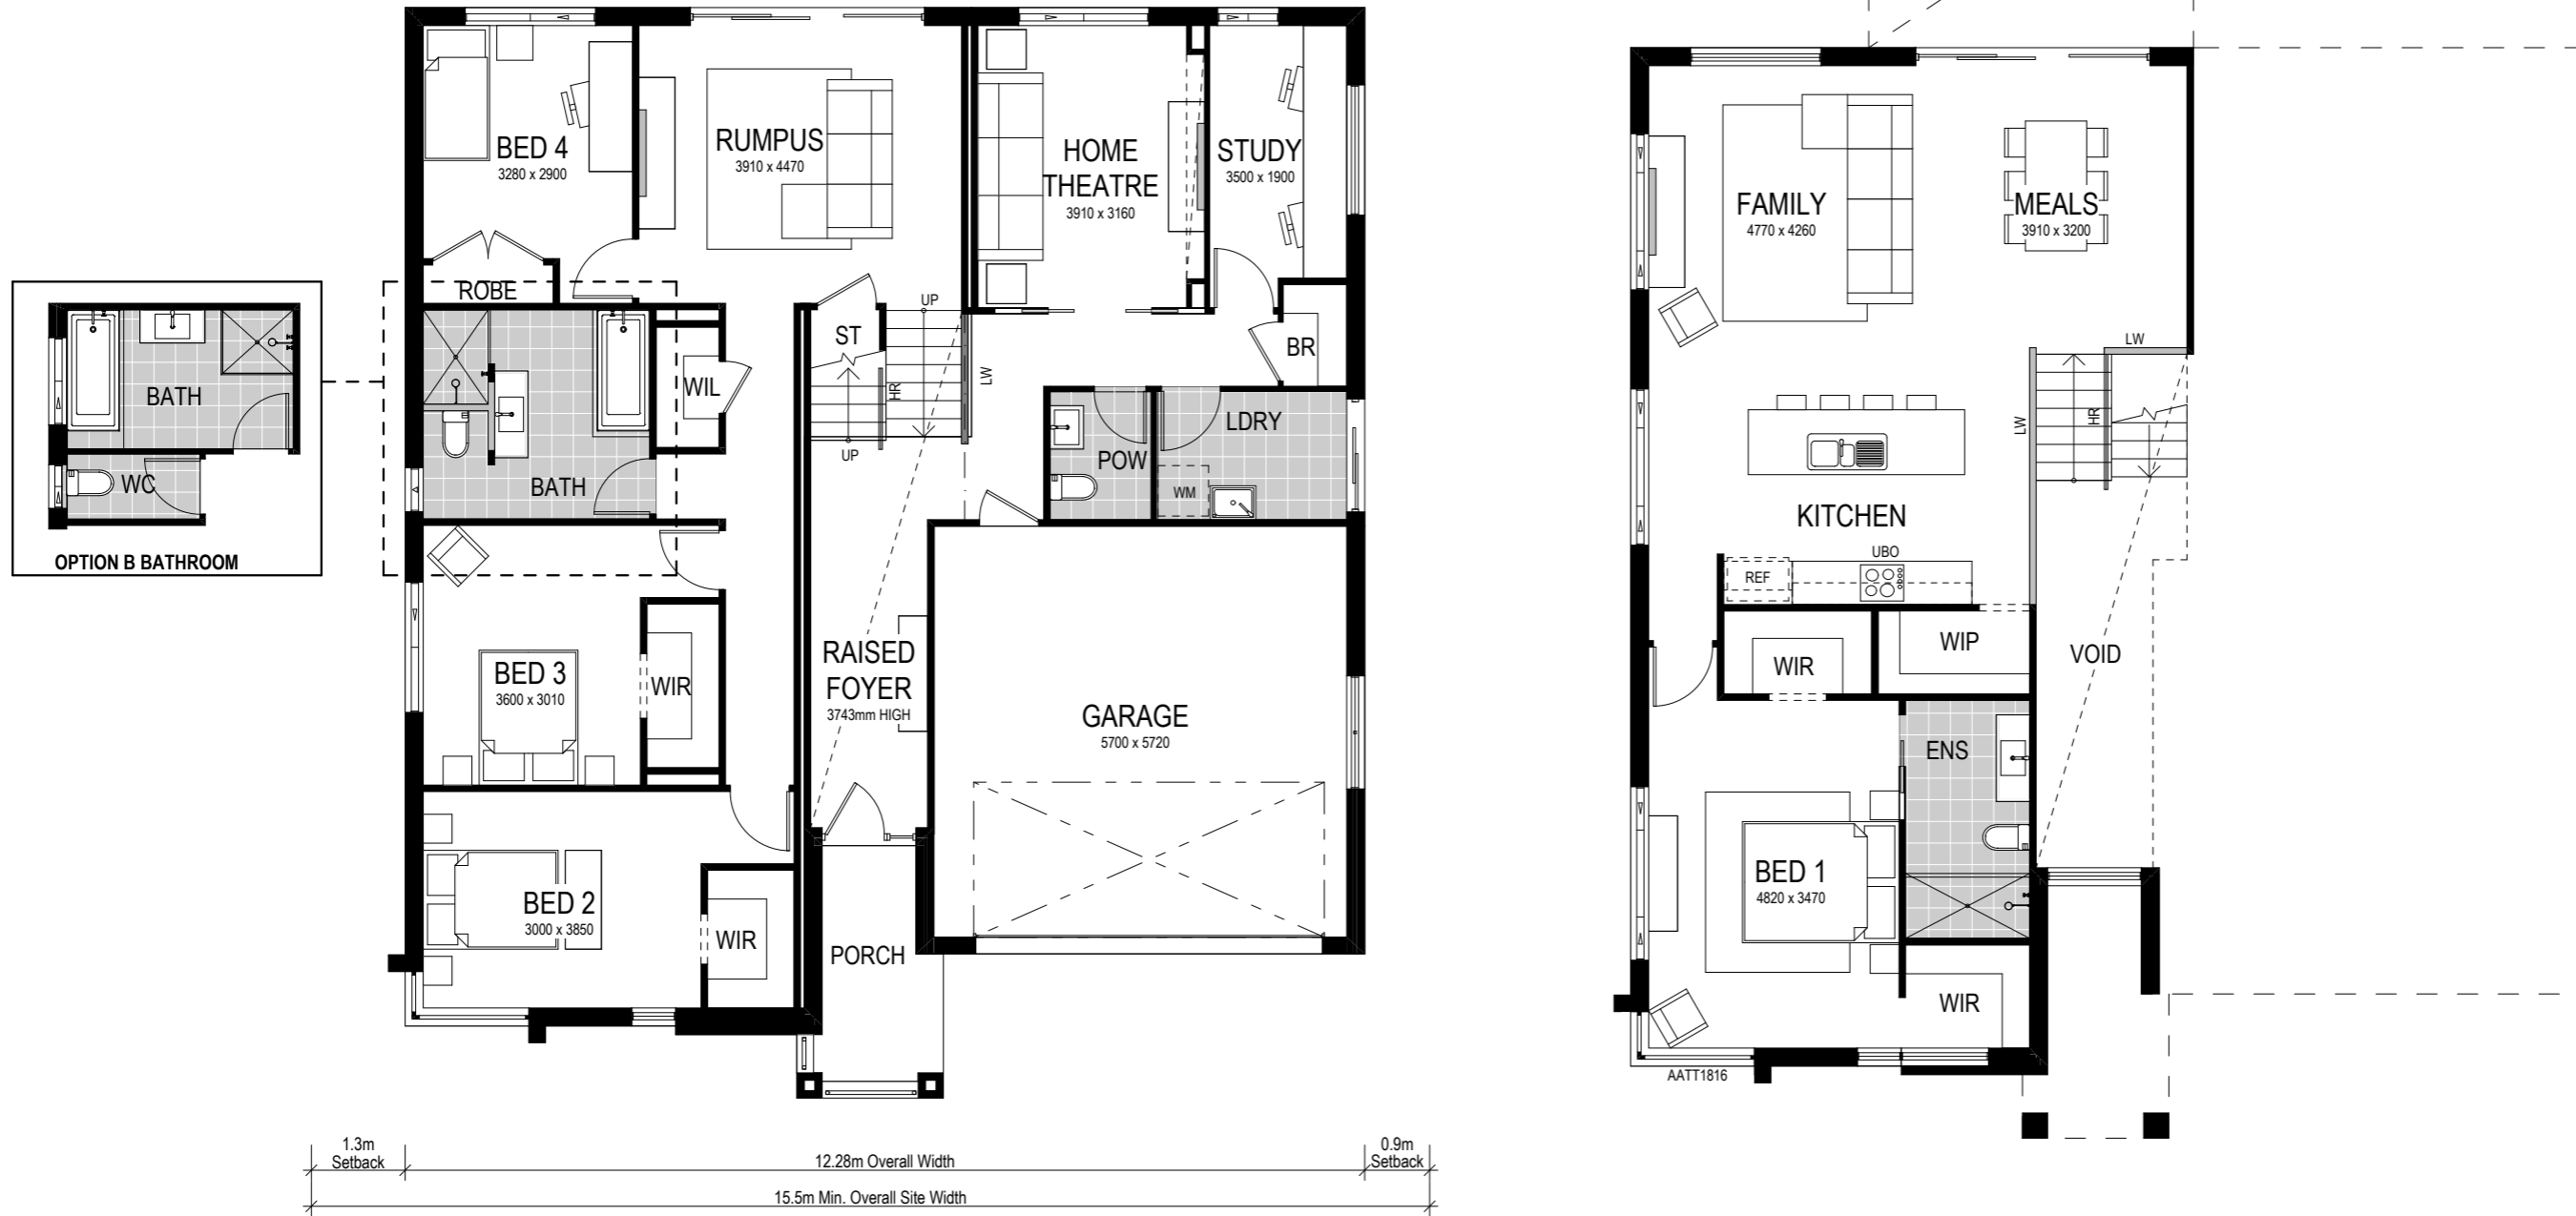 BED 4
3280 x 2900
RUMPUS
3910 x 4470
HOME
THEATRE
3910 x 3160
STUDY
3500 x 1900
ROBE
ST
UP
LW
HR
UP
BR
WIL
BATH
POW
LDRY
WM
BATH
WC
OPTION B BATHROOM
BED 3
3600 x 3010
WIR
RAISED
FOYER
3743mm HIGH
GARAGE
5700 x 5720
BED 2
3000 x 3850
WIR
PORCH
1.3m
Setback
12.28m Overall Width
0.9m
Setback
15.5m Min. Overall Site Width
FAMILY
4770 x 4260
MEALS
3910 x 3200
LW
LW
HR
KITCHEN
UBO
REF
WIR
WIP
VOID
ENS
BED 1
4820 x 3470
WIR
AATT1816